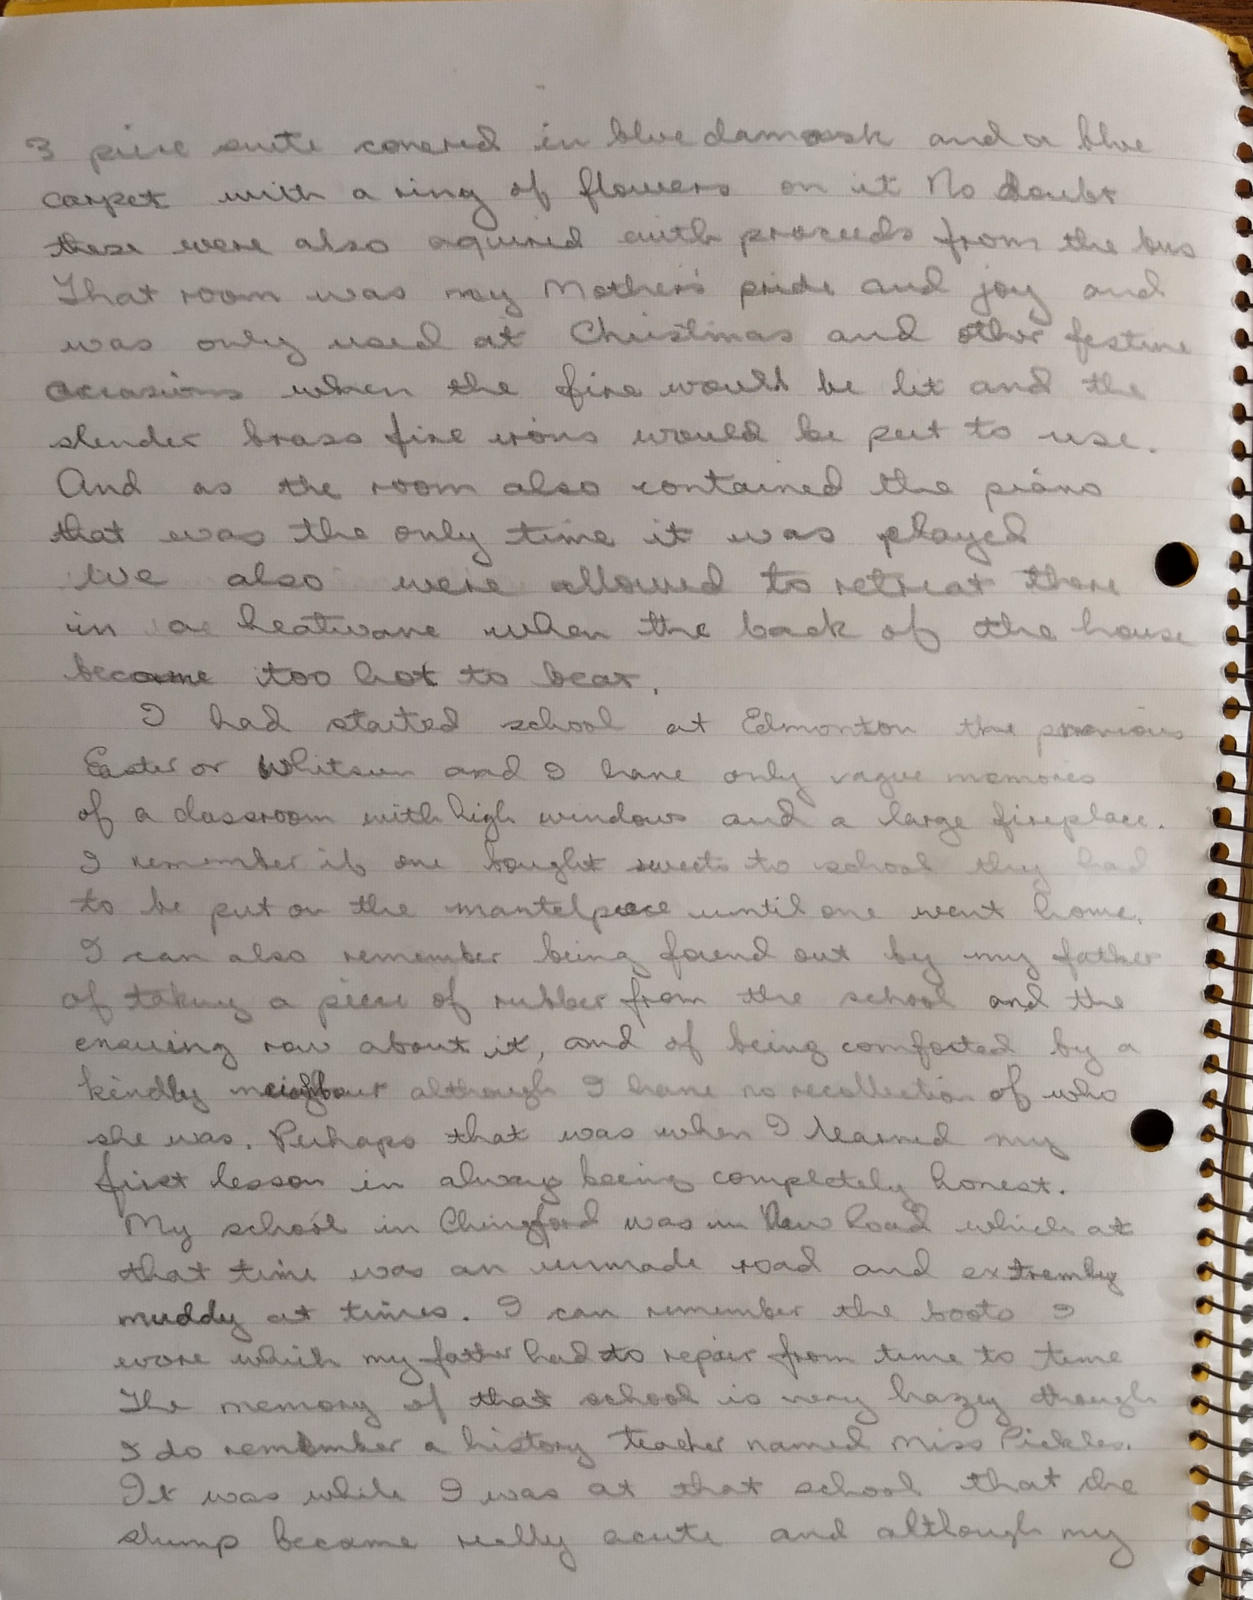 3 piece suite covered in blue damask and a blue
carpet with a ring of flowers on it No doubt
these were also aquired with proceeds from the bus
That room was my Mother's pride and joy and
was only used at Christmas and other festive
occasions when the fire would be lit and the
slender brass fire irons would be put to use.
And as the room also contained the piano
that was the only time it was played
We also were allowed to retreat there
in a heatwave when the back of the house
became too hot to bear.
I had started school at Edmonton the previous
Easter or Whitsun and I have only vague memories
of a classroom with high windows and a large fireplace.
I remember if one bought sweets to school they had
to be put on the mantelpeace until one went home.
I can also remember being found out by my father
of taking a piece of rubber from the school and the
ensuing row about it, and of being comforted by a
kindly neighbour although I have no recollection of who
she was. Perhaps that was when I learned my
first lesson in always being completely honest.
My school in Chingford was in New Road which at
that time was an unmade road and extremley
muddy at times. I can remember the boots I
wore which my father had to repair from time to time
The memory of that school is very hazey though
I do remember a history teacher named Miss Pickles.
It was while I was at that school that the
slump became really acute and although my